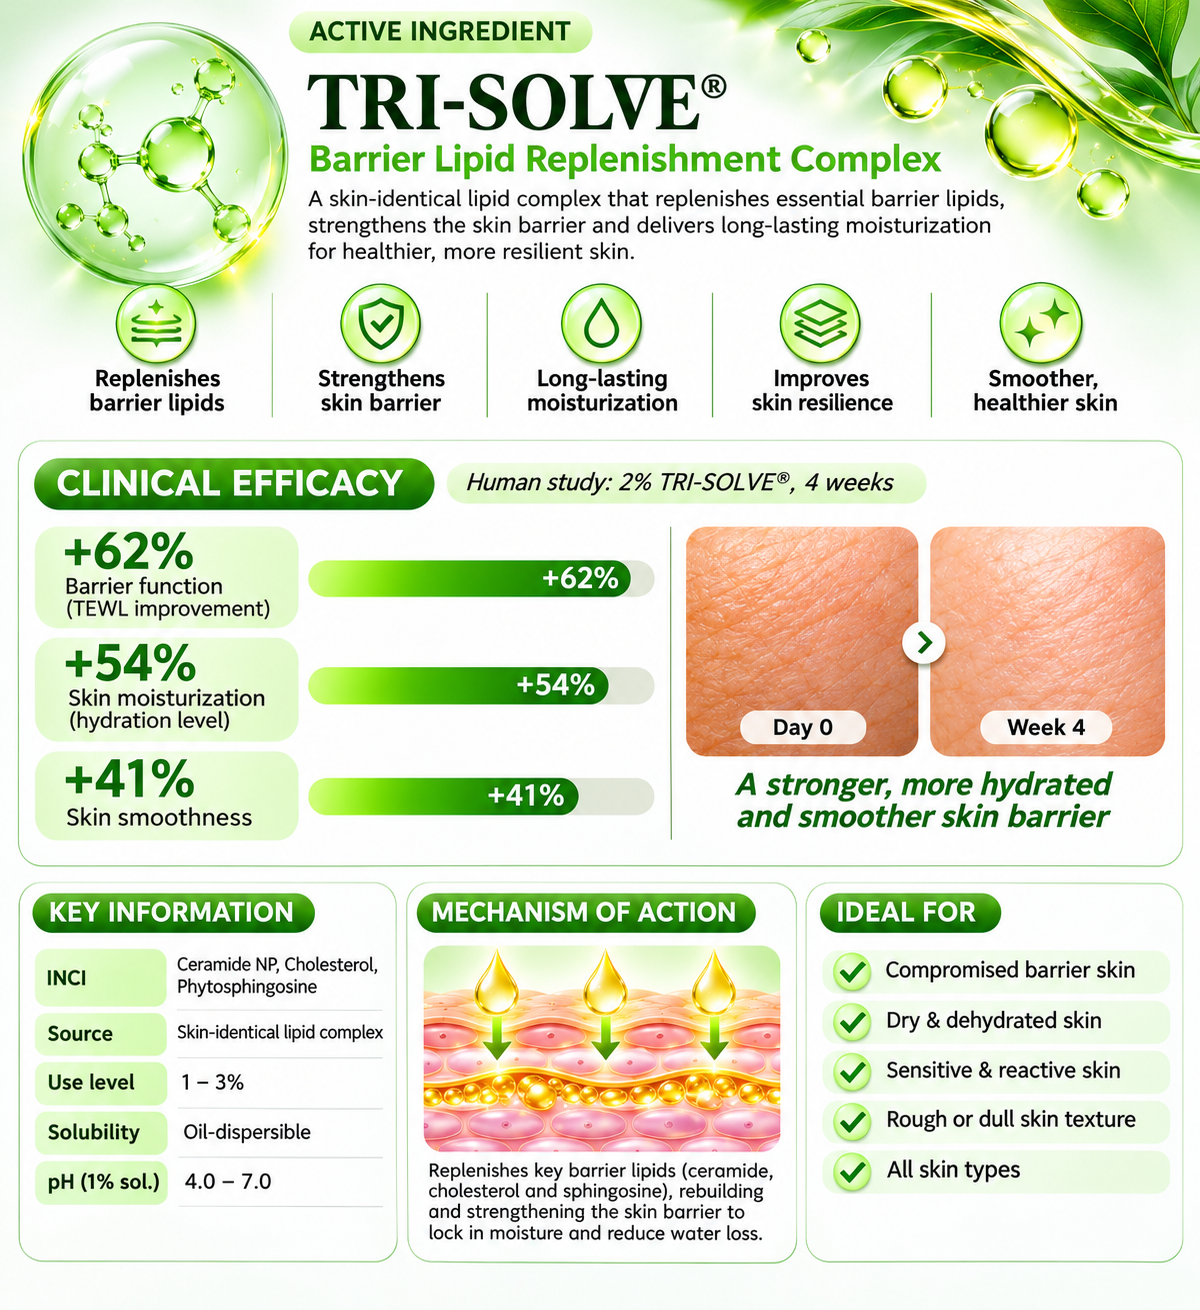 ACTIVE INGREDIENT
TRI-SOLVE®
Barrier Lipid Replenishment Complex
A skin-identical lipid complex that replenishes essential barrier lipids,
strengthens the skin barrier and delivers long-lasting moisturization
for healthier, more resilient skin.
Replenishes
barrier lipids
Strengthens
skin barrier
Long-lasting
moisturization
Improves
skin resilience
Smoother,
healthier skin
CLINICAL EFFICACY
Human study: 2% TRI-SOLVE®, 4 weeks
+62%
Barrier function
(TEWL improvement)
+62%
+54%
Skin moisturization
(hydration level)
+54%
+41%
Skin smoothness
+41%
Day 0
Week 4
A stronger, more hydrated
and smoother skin barrier
KEY INFORMATION
INCI
Ceramide NP, Cholesterol,
Phytosphingosine
Source
Skin-identical lipid complex
Use level
1 – 3%
Solubility
Oil-dispersible
pH (1% sol.)
4.0 – 7.0
MECHANISM OF ACTION
Replenishes key barrier lipids (ceramide,
cholesterol and sphingosine), rebuilding
and strengthening the skin barrier to
lock in moisture and reduce water loss.
IDEAL FOR
Compromised barrier skin
Dry & dehydrated skin
Sensitive & reactive skin
Rough or dull skin texture
All skin types